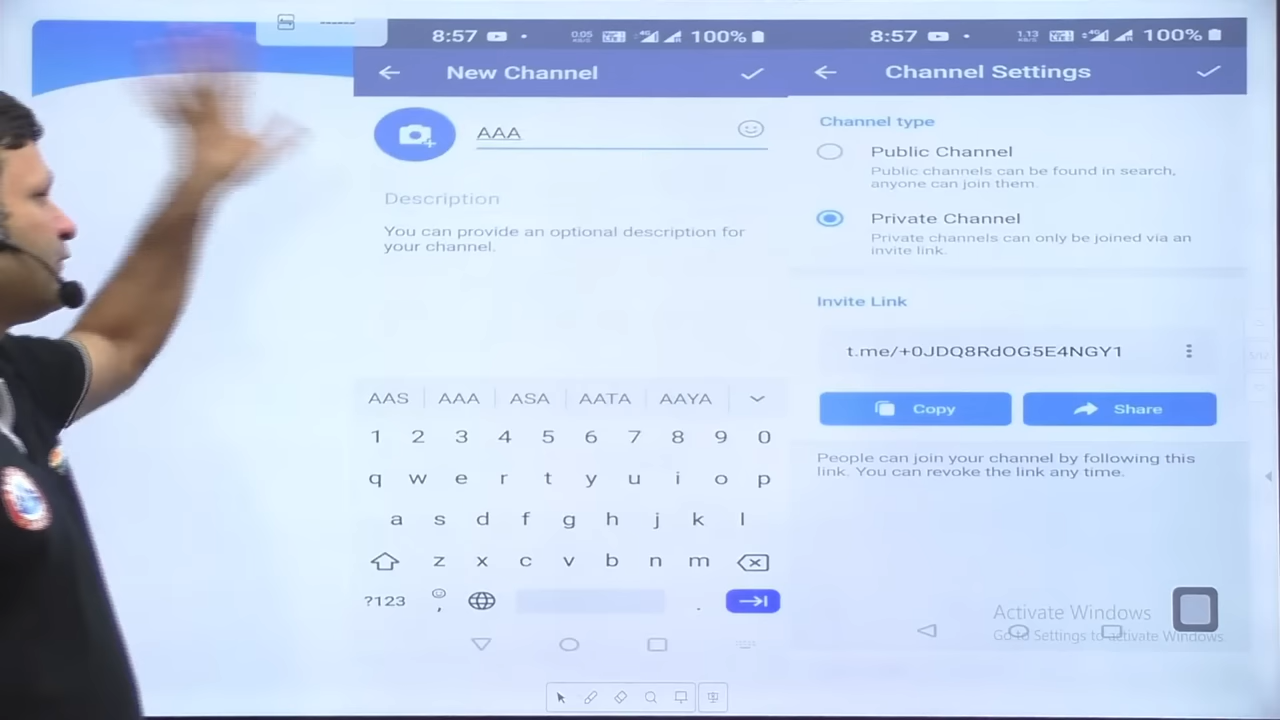 8:57 100%
New Channel
AAA
Description
You can provide an optional description for
your channel.
AAS AAA ASA AATA AAYA
1 2 3 4 5 6 7 8 9 0
q w e r t y u i o p
a s d f g h j k l
z x c v b n m
?123 , .
8:57 100%
Channel Settings
Channel type
Public Channel
Public channels can be found in search,
anyone can join them.
Private Channel
Private channels can only be joined via an
invite link.
Invite Link
t.me/+0JDQ8RdOG5E4NGY1
Copy Share
People can join your channel by following this
link. You can revoke the link any time.
Activate Windows
Go to Settings to activate Windows.